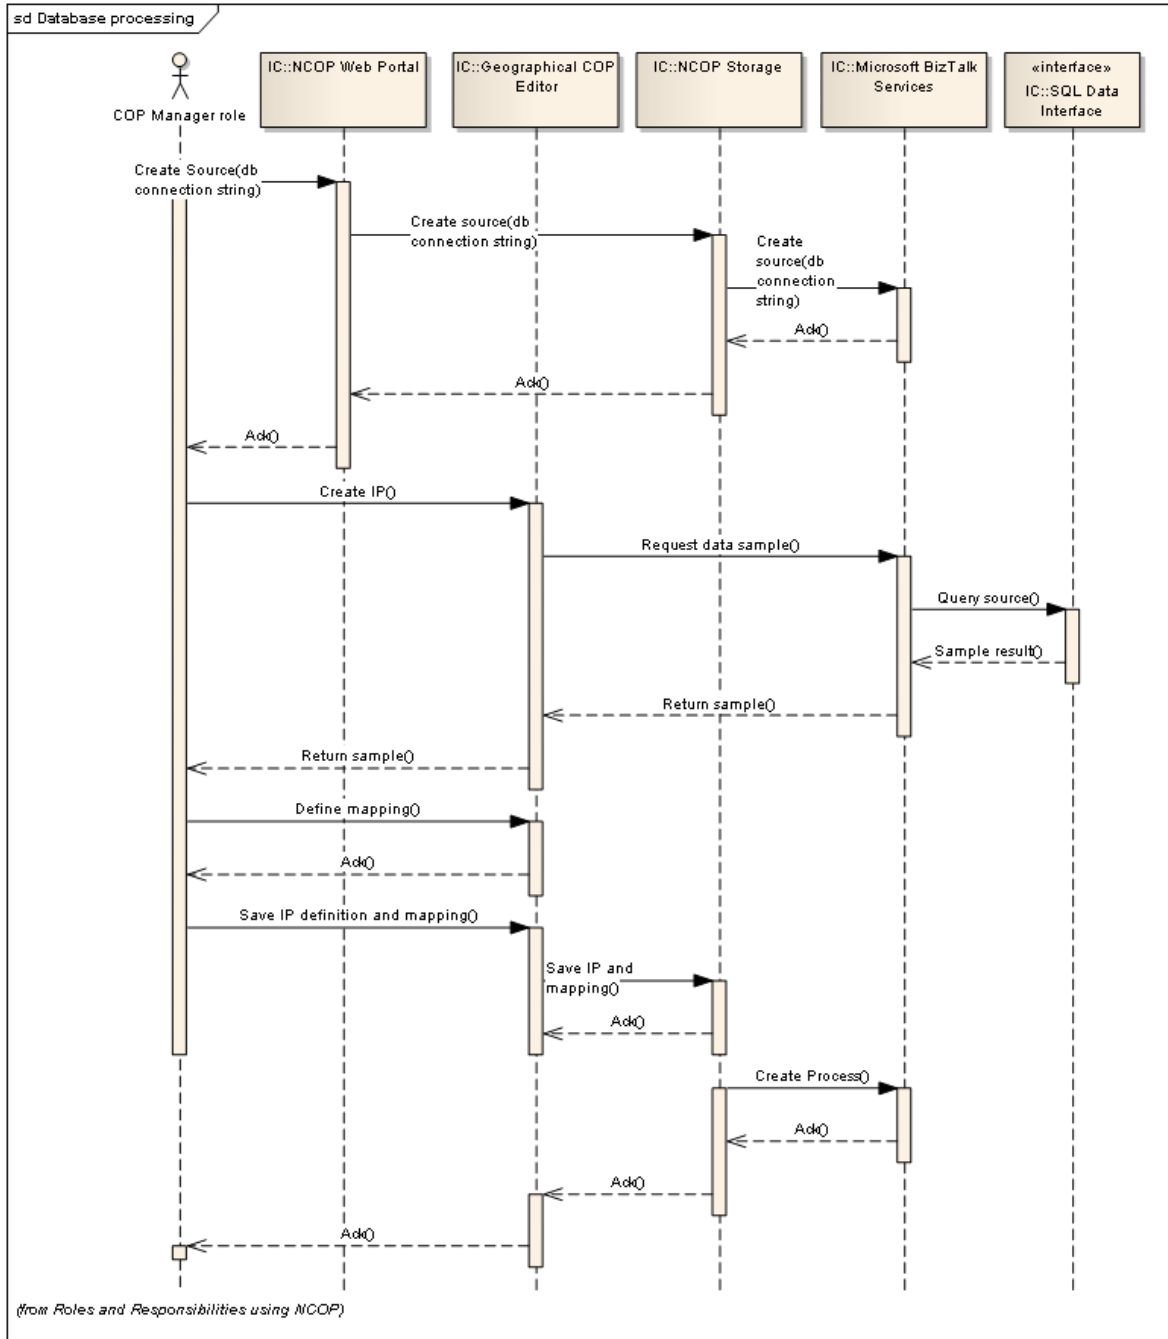 sd Database processing
COP Manager role
IC::NCOP Web Portal
IC::Geographical COP
Editor
IC::NCOP Storage
IC::Microsoft BizTalk
Services
«interface»
IC::SQL Data
Interface
Create Source(db
connection string)
Create source(db
connection string)
Create
source(db
connection
string)
Ack()
Ack()
Ack()
Create IP()
Request data sample()
Query source()
Sample result()
Return sample()
Return sample()
Define mapping()
Ack()
Save IP definition and mapping()
Save IP and
mapping()
Ack()
Create Process()
Ack()
Ack()
Ack()
(from Roles and Responsibilities using NCOP)